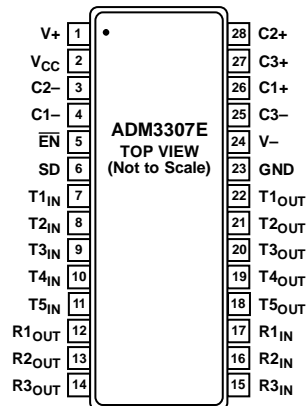 V+ 1 28 C2+
VCC 2 27 C3+
C2– 3 26 C1+
C1– 4 25 C3–
EN 5 24 V–
SD 6 23 GND
T1IN 7 22 T1OUT
T2IN 8 21 T2OUT
T3IN 9 20 T3OUT
T4IN 10 19 T4OUT
T5IN 11 18 T5OUT
R1OUT 12 17 R1IN
R2OUT 13 16 R2IN
R3OUT 14 15 R3IN
ADM3307E
TOP VIEW
(Not to Scale)